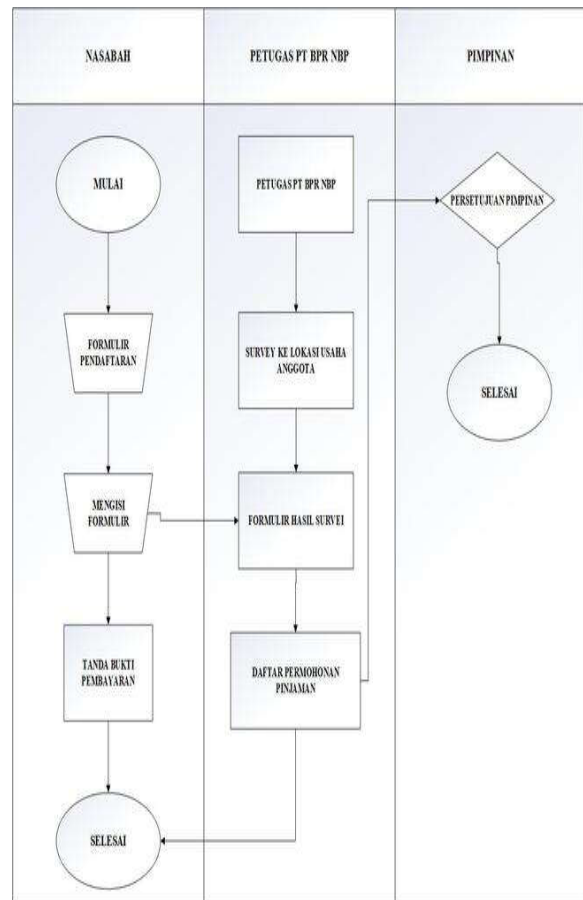 NASABAH
PETUGAS PT BPR NBP
PIMPINAN
MULAI
FORMULIR
PENDAFTARAN
MENGISI
FORMULIR
TANDA BUKTI
PEMBAYARAN
SELESAI
PETUGAS PT BPR NBP
SURVEY KE LOKASI USAHA
ANGGOTA
FORMULIR HASIL SURVEI
DAFTAR PERMOHONAN
PINJAMAN
PERSETUJUAN PIMPINAN
SELESAI